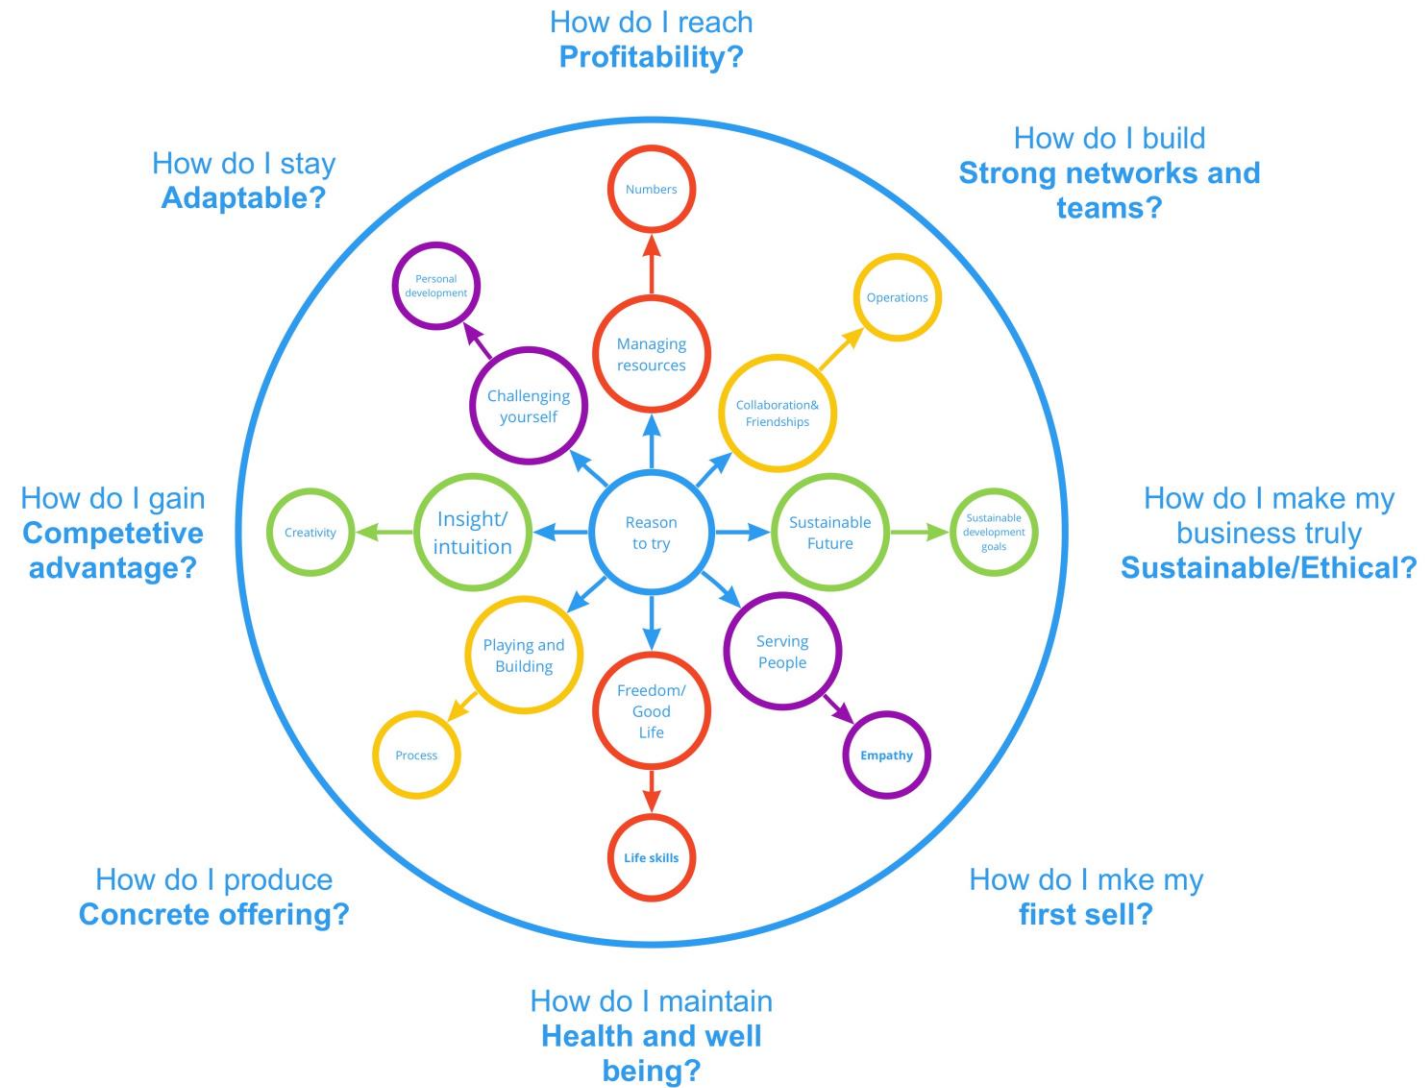 How do I reach
Profitability?
How do I build
Strong networks and
teams?
How do I stay
Adaptable?
Numbers
Personal
development
Operations
Managing
resources
Challenging
yourself
Collaboration&
Friendships
How do I gain
Competetive
advantage?
Creativity
Insight/
intuition
Reason
to try
Sustainable
Future
Sustainable
development
goals
How do I make my
business truly
Sustainable/Ethical?
Playing and
Building
Serving
People
Freedom/
Good
Life
Process
Empathy
Life skills
How do I produce
Concrete offering?
How do I mke my
first sell?
How do I maintain
Health and well
being?